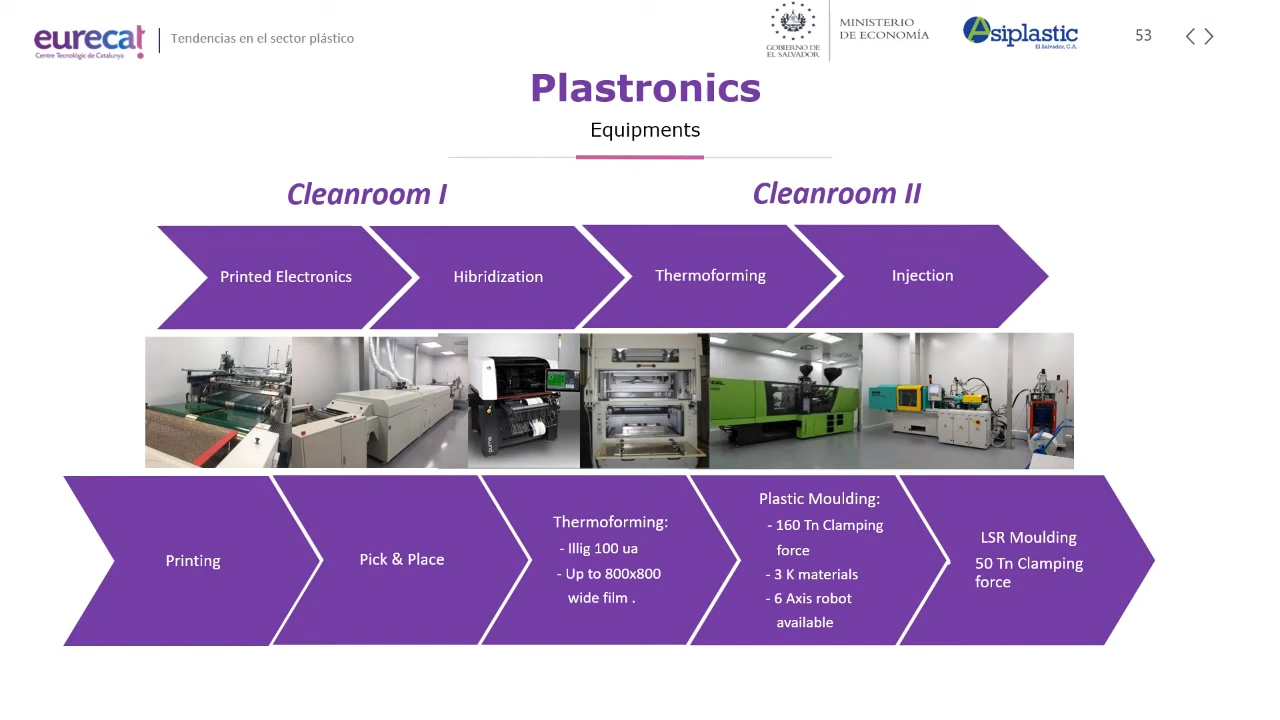 eurecat
Centre Tecnològic de Catalunya
Tendencias en el sector plástico
GOBIERNO DE
EL SALVADOR
MINISTERIO
DE ECONOMÍA
Asiplastic
El Salvador, C.A.
53
Plastronics
Equipments
Cleanroom I
Cleanroom II
Printed Electronics
Hibridization
Thermoforming
Injection
puma
Printing
Pick & Place
Thermoforming:
- Illig 100 ua
- Up to 800x800
wide film .
Plastic Moulding:
- 160 Tn Clamping
force
- 3 K materials
- 6 Axis robot
available
LSR Moulding
50 Tn Clamping
force